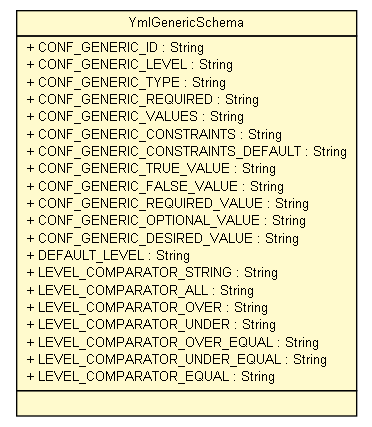 YmlGenericSchema
+ CONF_GENERIC_ID : String
+ CONF_GENERIC_LEVEL : String
+ CONF_GENERIC_TYPE : String
+ CONF_GENERIC_REQUIRED : String
+ CONF_GENERIC_VALUES : String
+ CONF_GENERIC_CONSTRAINTS : String
+ CONF_GENERIC_CONSTRAINTS_DEFAULT : String
+ CONF_GENERIC_TRUE_VALUE : String
+ CONF_GENERIC_FALSE_VALUE : String
+ CONF_GENERIC_REQUIRED_VALUE : String
+ CONF_GENERIC_OPTIONAL_VALUE : String
+ CONF_GENERIC_DESIRED_VALUE : String
+ DEFAULT_LEVEL : String
+ LEVEL_COMPARATOR_STRING : String
+ LEVEL_COMPARATOR_ALL : String
+ LEVEL_COMPARATOR_OVER : String
+ LEVEL_COMPARATOR_UNDER : String
+ LEVEL_COMPARATOR_OVER_EQUAL : String
+ LEVEL_COMPARATOR_UNDER_EQUAL : String
+ LEVEL_COMPARATOR_EQUAL : String